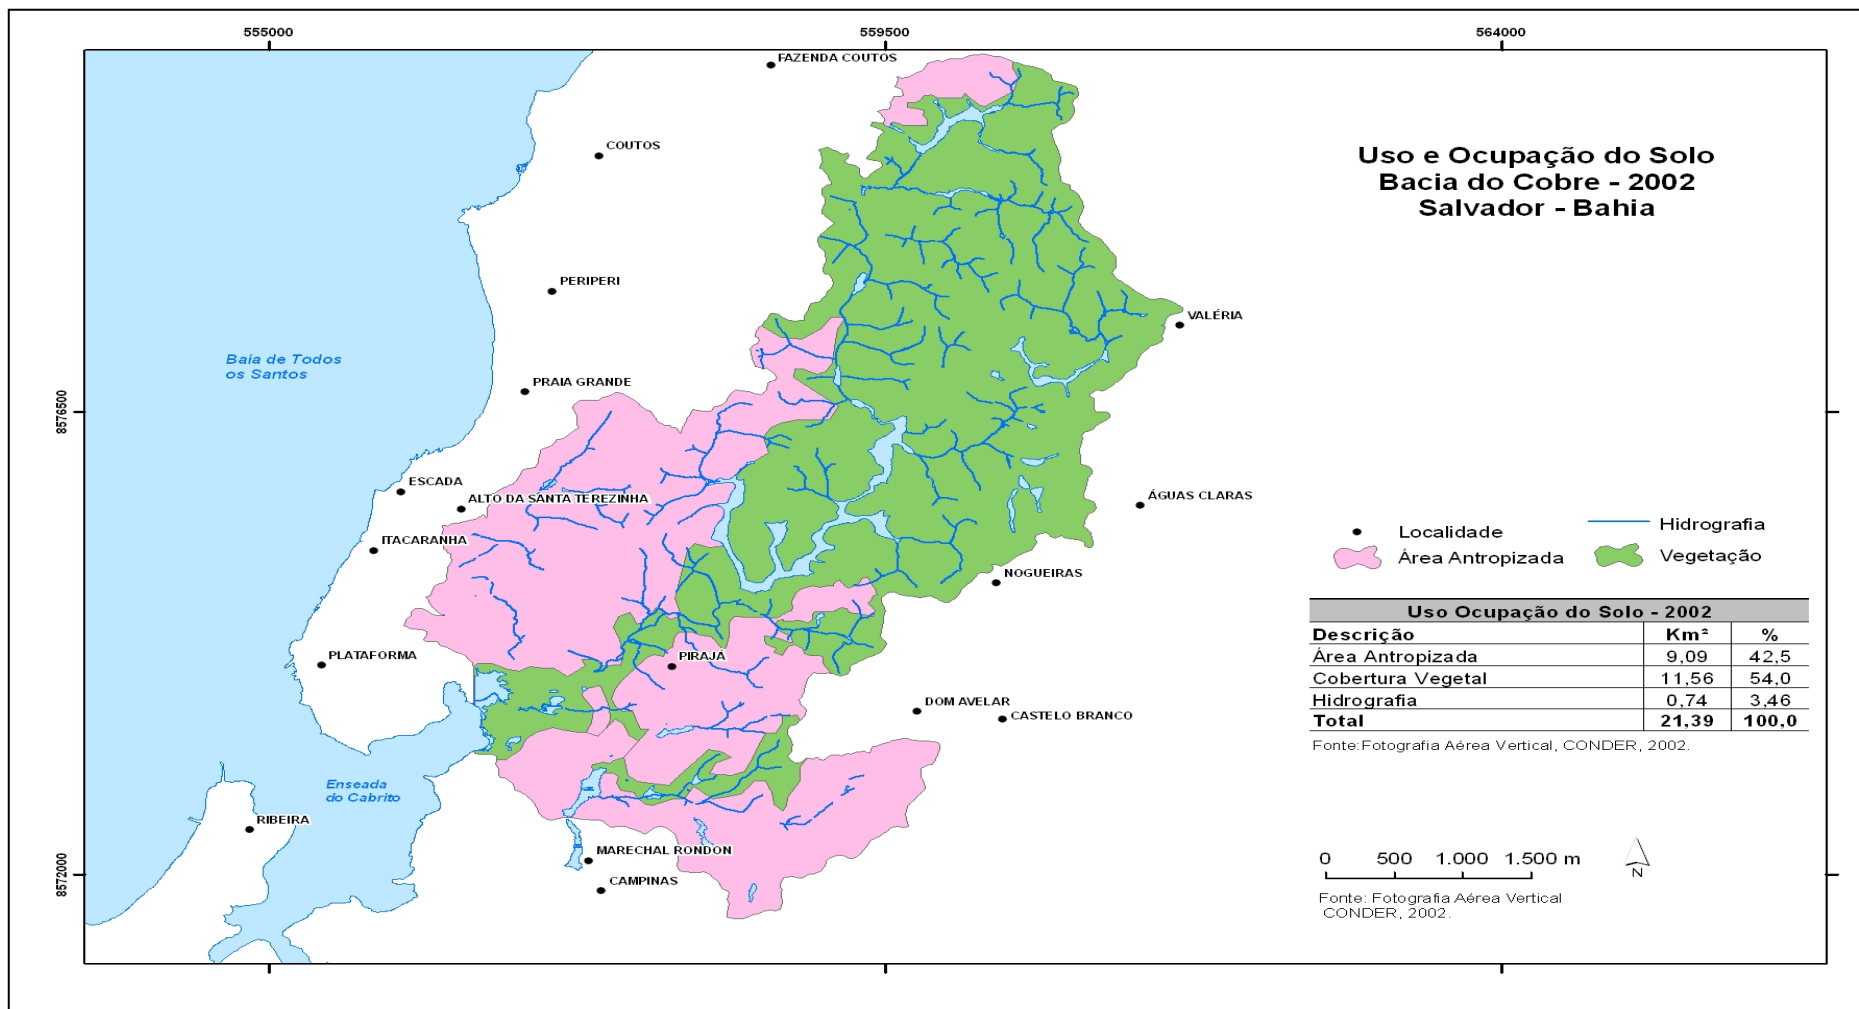 555000
559500
564000
FAZENDA COUTOS
COUTOS
Uso e Ocupação do Solo
Bacia do Cobre - 2002
Salvador - Bahia
PERIPERI
VALÉRIA
Baía de Todos
os Santos
PRAIA GRANDE
8576500
ESCADA
ALTO DA SANTA TEREZINHA
ÁGUAS CLARAS
ITACARANHA
Localidade
Hidrografia
Área Antropizada
Vegetação
NOGUEIRAS
Uso Ocupação do Solo - 2002
Descrição Km² %
Área Antropizada 9,09 42,5
Cobertura Vegetal 11,56 54,0
Hidrografia 0,74 3,46
Total 21,39 100,0
Fonte:Fotografia Aérea Vertical, CONDER, 2002.
PLATAFORMA
PIRAJÁ
DOM AVELAR
CASTELO BRANCO
Enseada
do Cabrito
RIBEIRA
MARECHAL RONDON
CAMPINAS
8572000
0 500 1.000 1.500 m
N
Fonte: Fotografia Aérea Vertical
CONDER, 2002.